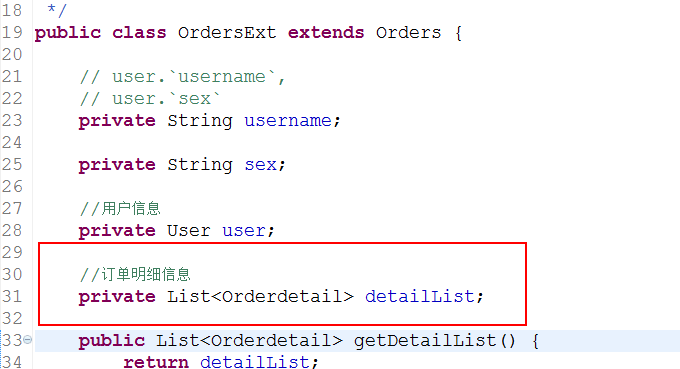 18 */
19 public class OrdersExt extends Orders {
20
21 // user.`username`,
22 // user.`sex`
23 private String username;
24
25 private String sex;
26
27 //用户信息
28 private User user;
29
30 //订单明细信息
31 private List<Orderdetail> detailList;
32
33 public List<Orderdetail> getDetailList() {
34 return detailList;